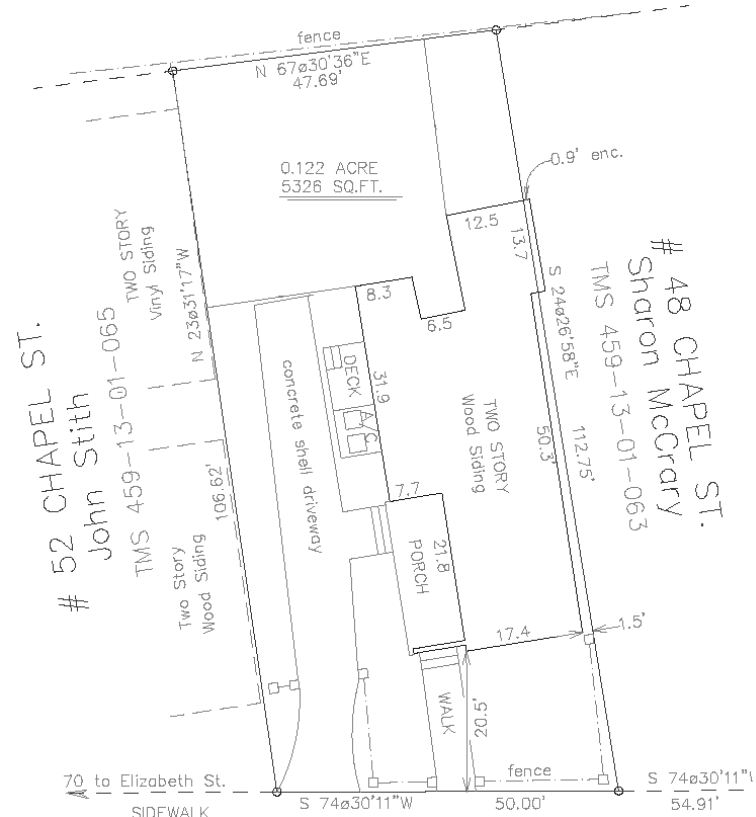 fence
N 67ø30'36"E
47.69'
0.9' enc.
0.122 ACRE
5326 SQ.FT.
12.5
13.7
S 24ø26'58"E
112.75'
# 48 CHAPEL ST.
Sharon McCrary
TMS 459-13-01-063
TWO STORY
Vinyl Siding
N 23ø31'17"W
106.62'
# 52 CHAPEL ST.
John Stith
TMS 459-13-01-065
Two Story
Wood Siding
8.3
6.5
31.9
DECK
A/C
concrete shell driveway
TWO STORY
Wood Siding
50.3'
7.7
21.8
PORCH
17.4
1.5'
WALK
20.5'
fence
70 to Elizabeth St.
SIDEWALK
S 74ø30'11"W
50.00'
S 74ø30'11"
54.91'